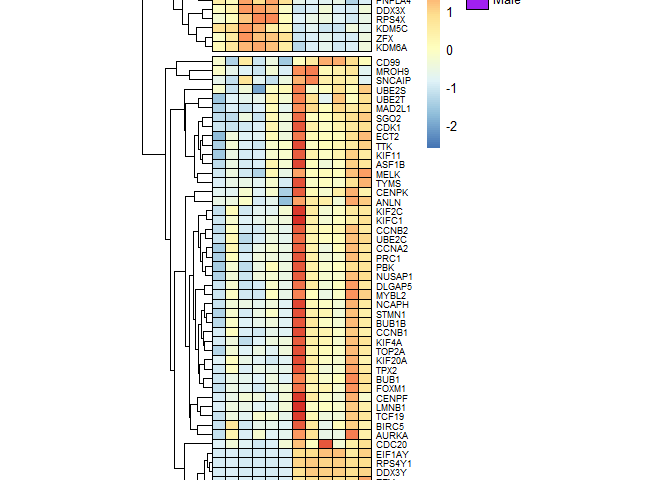 PNPLA4
DDX3X
RPS4X
KDM5C
ZFX
KDM6A
CD99
MROH9
SNCAIP
UBE2S
UBE2T
MAD2L1
SGO2
CDK1
ECT2
TTK
KIF11
ASF1B
MELK
TYMS
CENPK
ANLN
KIF2C
KIFC1
CCNB2
UBE2C
CCNA2
PRC1
PBK
NUSAP1
DLGAP5
MYBL2
NCAPH
STMN1
BUB1B
CCNB1
KIF4A
TOP2A
KIF20A
TPX2
BUB1
FOXM1
CENPF
LMNB1
TCF19
BIRC5
AURKA
CDC20
EIF1AY
RPS4Y1
DDX3Y
1
0
-1
-2
Male